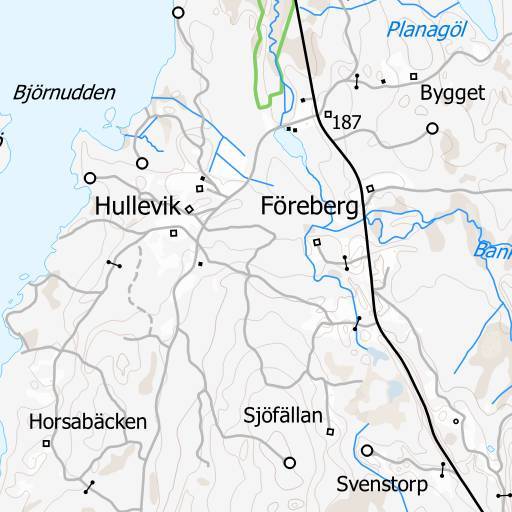 Planagöl
Björnudden
Bygget
187
Hullevik
Föreberg
Horsabäcken
Sjöfällan
Svenstorp